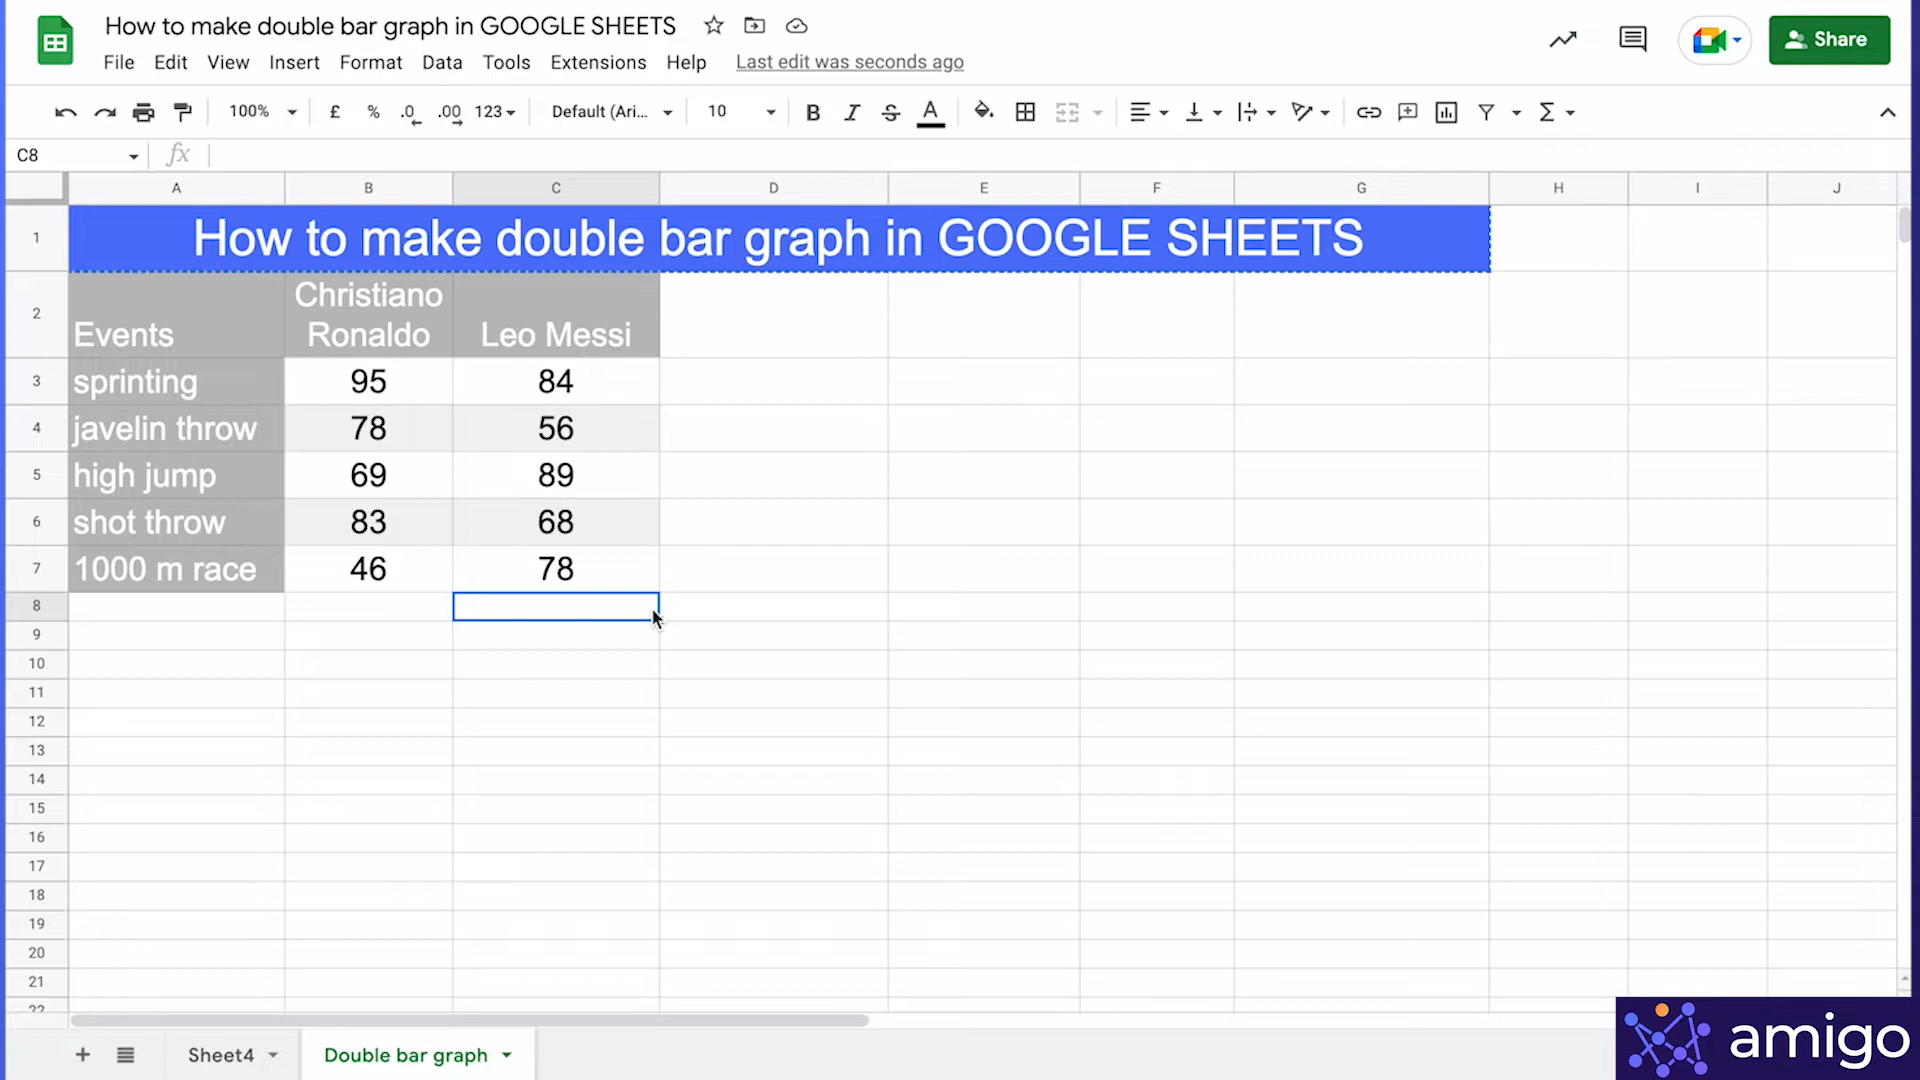 How to make double bar graph in GOOGLE SHEETS
File Edit View Insert Format Data Tools Extensions Help Last edit was seconds ago
Share
100% £ % .0 .00 123 Default (Ari... 10 B I S A Σ
C8 fx
A B C D E F G H I J
1 How to make double bar graph in GOOGLE SHEETS
2 Events Christiano Ronaldo Leo Messi
3 sprinting 95 84
4 javelin throw 78 56
5 high jump 69 89
6 shot throw 83 68
7 1000 m race 46 78
8
9
10
11
12
13
14
15
16
17
18
19
20
21
22
+ Sheet4 Double bar graph
amigo